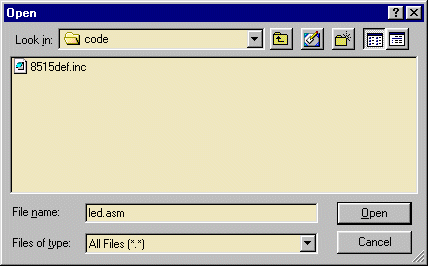 Open
Look in: code
8515def.inc
File name: led.asm Open
Files of type: All Files (*.*) Cancel